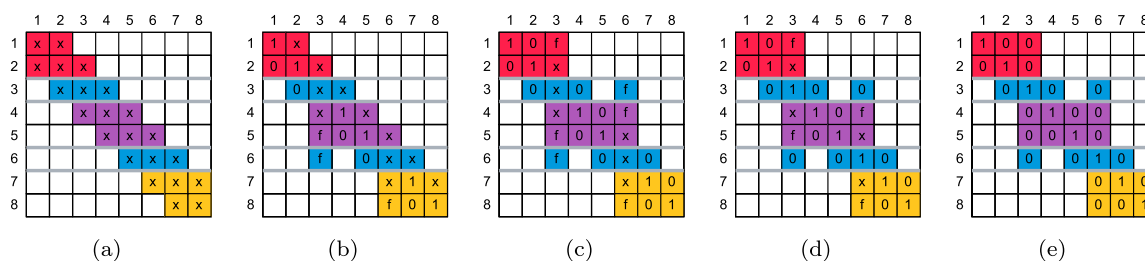 1 2 3 4 5 6 7 8 1 2 3 4 5 6 7 8 1 2 3 4 5 6 7 8 1 2 3 4 5 6 7 8 1 2 3 4 5 6 7 8
1 x x 1 1 x 1 1 0 f 1 1 0 f 1 1 0 0
2 x x x 2 0 1 x 2 0 1 x 2 0 1 x 2 0 1 0
3 x x x 3 0 x x 3 0 x 0 f 3 0 1 0 0 3 0 1 0 0
4 x x x 4 x 1 x 4 x 1 0 f 4 x 1 0 f 4 0 1 0 0
5 x x x 5 f 0 1 x 5 f 0 1 x 5 f 0 1 x 5 0 0 1 0
6 x x x 6 f 0 x x 6 f 0 x 0 6 0 0 1 0 6 0 0 1 0
7 x x x 7 x 1 x 7 x 1 0 7 x 1 0 7 0 1 0
8 x x 8 f 0 1 8 f 0 1 8 f 0 1 8 0 0 1
(a) (b) (c) (d) (e)